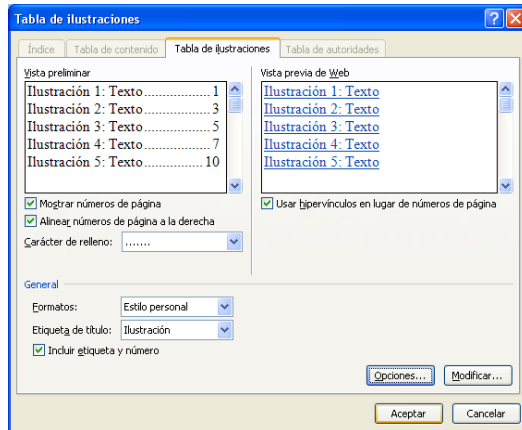 Tabla de ilustraciones
Índice Tabla de contenido Tabla de ilustraciones Tabla de autoridades
Vista preliminar
Ilustración 1: Texto.................... 1
Ilustración 2: Texto.................... 3
Ilustración 3: Texto.................... 5
Ilustración 4: Texto.................... 7
Ilustración 5: Texto.................. 10
Vista previa de Web
Ilustración 1: Texto
Ilustración 2: Texto
Ilustración 3: Texto
Ilustración 4: Texto
Ilustración 5: Texto
Mostrar números de página
Alinear números de página a la derecha
Carácter de relleno: .......
Usar hipervínculos en lugar de números de página
General
Formatos: Estilo personal
Etiqueta de título: Ilustración
Incluir etiqueta y número
Opciones... Modificar...
Aceptar Cancelar